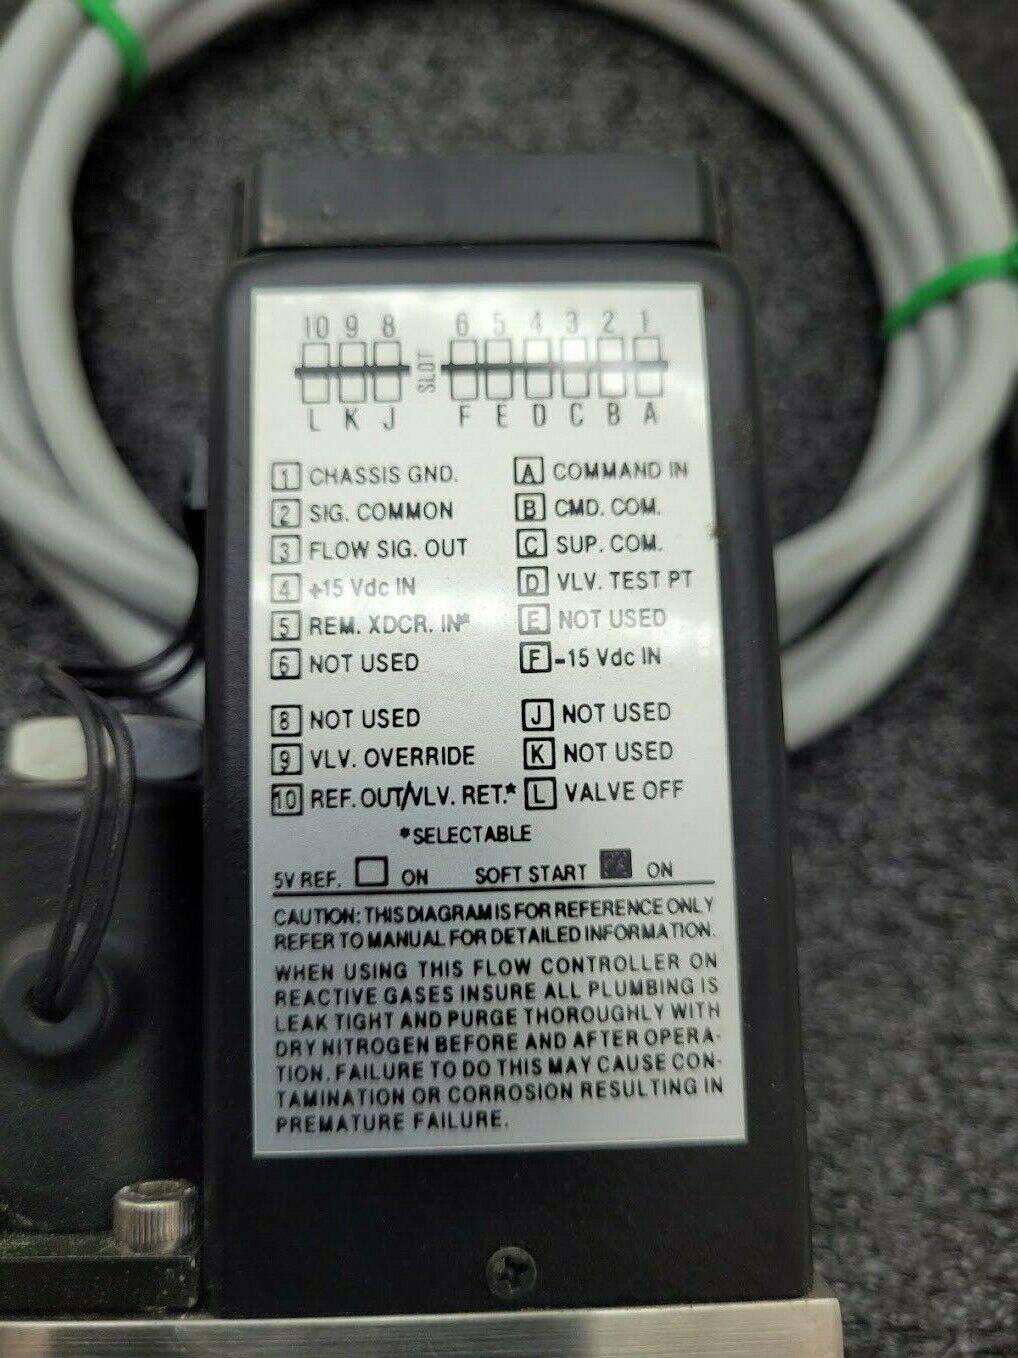 10 9 8 6 5 4 3 2 1
SLOT
L K J F E D C B A
1 CHASSIS GND. A COMMAND IN
2 SIG. COMMON B CMD. COM.
3 FLOW SIG. OUT C SUP. COM.
4 +15 Vdc IN D VLV. TEST PT
5 REM. XDCR. IN* E NOT USED
6 NOT USED F -15 Vdc IN
8 NOT USED J NOT USED
9 VLV. OVERRIDE K NOT USED
10 REF. OUT/VLV. RET.* L VALVE OFF
*SELECTABLE
5V REF. ON SOFT START ON
CAUTION: THIS DIAGRAM IS FOR REFERENCE ONLY
REFER TO MANUAL FOR DETAILED INFORMATION.
WHEN USING THIS FLOW CONTROLLER ON
REACTIVE GASES INSURE ALL PLUMBING IS
LEAK TIGHT AND PURGE THOROUGHLY WITH
DRY NITROGEN BEFORE AND AFTER OPERA-
TION. FAILURE TO DO THIS MAY CAUSE CON-
TAMINATION OR CORROSION RESULTING IN
PREMATURE FAILURE.